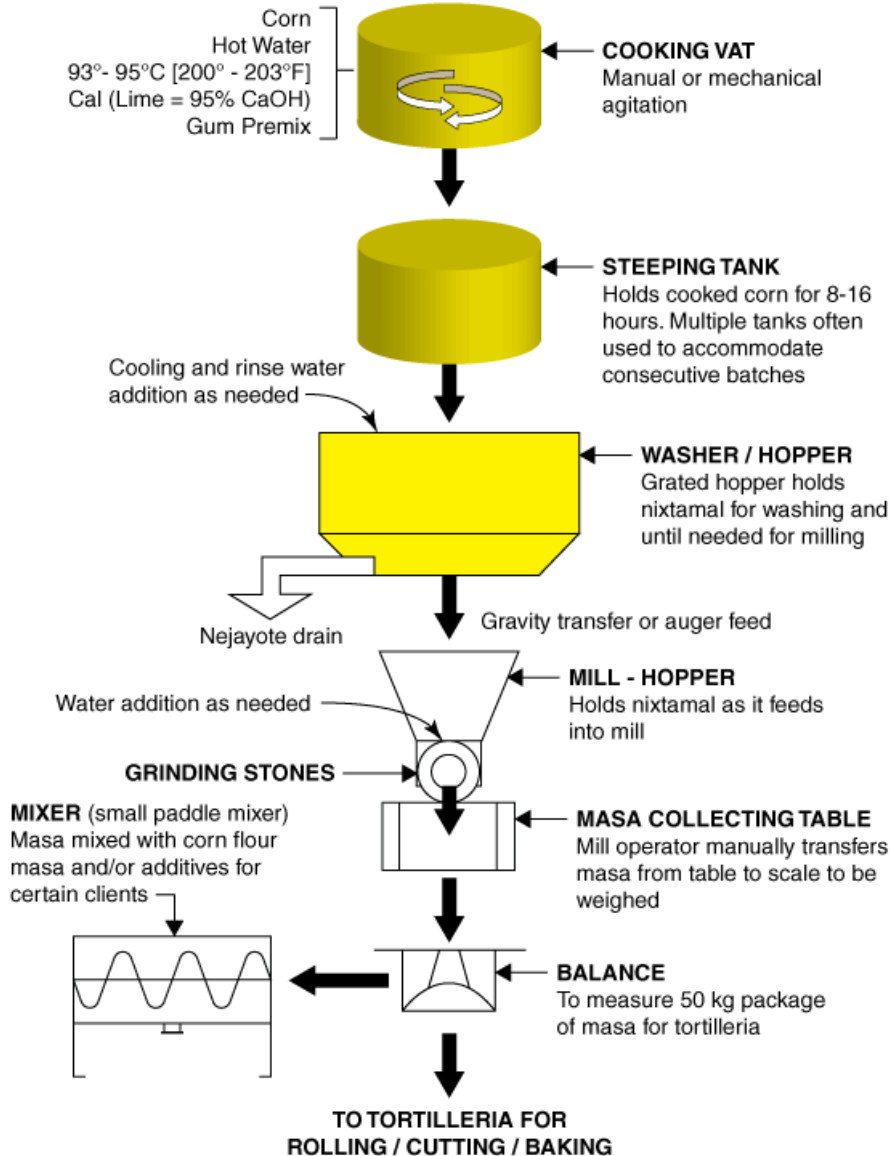 Corn
Hot Water
93°- 95°C [200° - 203°F]
Cal (Lime = 95% CaOH)
Gum Premix
COOKING VAT
Manual or mechanical
agitation
STEEPING TANK
Holds cooked corn for 8-16
hours. Multiple tanks often
used to accommodate
consecutive batches
Cooling and rinse water
addition as needed
WASHER / HOPPER
Grated hopper holds
nixtamal for washing and
until needed for milling
Nejayote drain
Gravity transfer or auger feed
MILL - HOPPER
Holds nixtamal as it feeds
into mill
Water addition as needed
GRINDING STONES
MIXER (small paddle mixer)
Masa mixed with corn flour
masa and/or additives for
certain clients
MASA COLLECTING TABLE
Mill operator manually transfers
masa from table to scale to be
weighed
BALANCE
To measure 50 kg package
of masa for tortilleria
TO TORTILLERIA FOR
ROLLING / CUTTING / BAKING